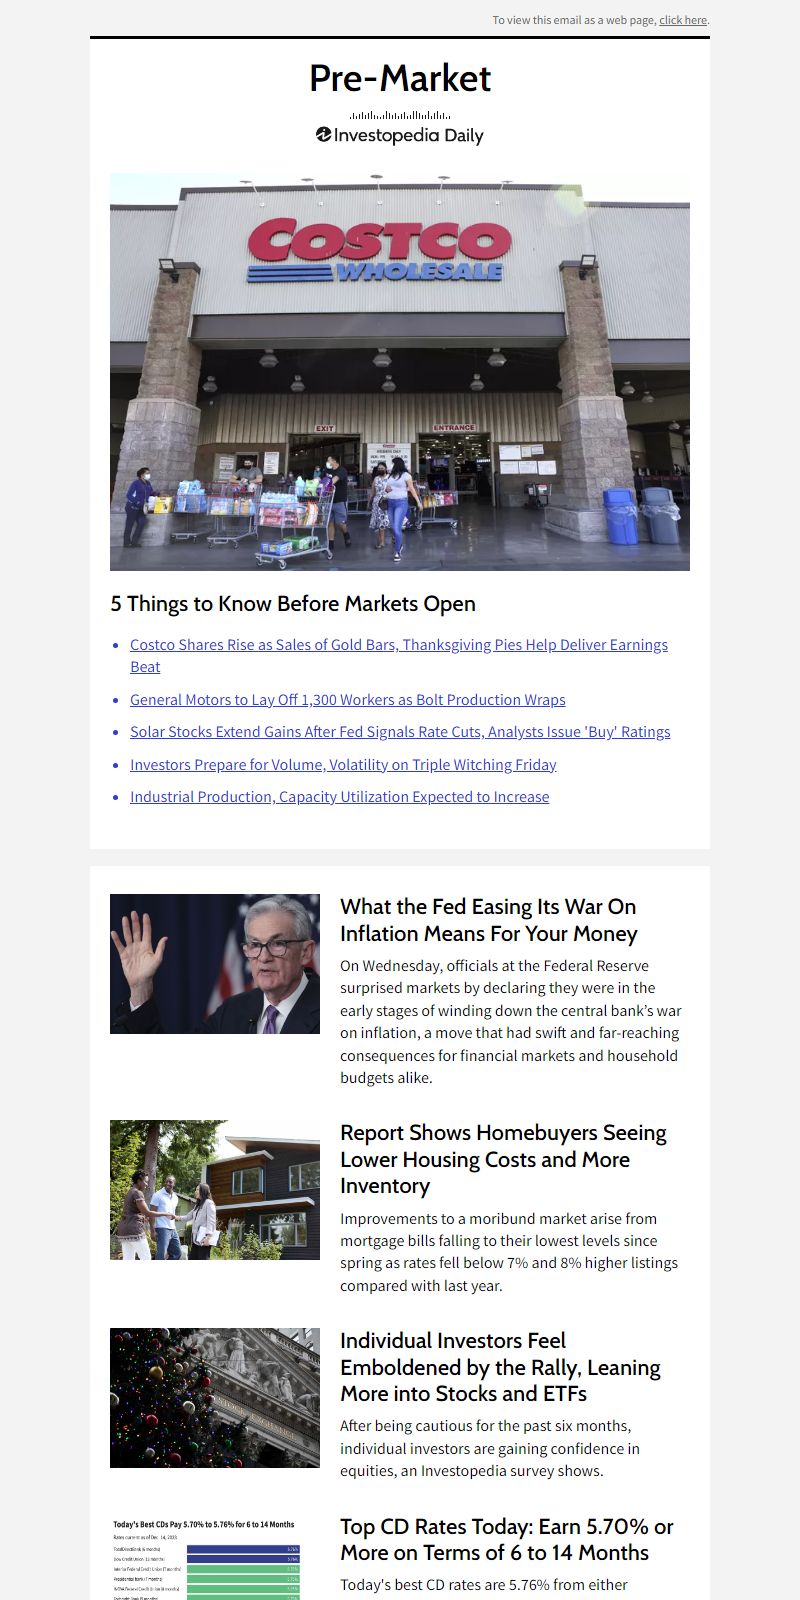 To view this email as a web page, click here.
Pre-Market
Investopedia Daily
COSTCO
WHOLESALE
EXIT
ENTRANCE
5 Things to Know Before Markets Open
Costco Shares Rise as Sales of Gold Bars, Thanksgiving Pies Help Deliver Earnings
Beat
General Motors to Lay Off 1,300 Workers as Bolt Production Wraps
Solar Stocks Extend Gains After Fed Signals Rate Cuts, Analysts Issue 'Buy' Ratings
Investors Prepare for Volume, Volatility on Triple Witching Friday
Industrial Production, Capacity Utilization Expected to Increase
What the Fed Easing Its War On
Inflation Means For Your Money
On Wednesday, officials at the Federal Reserve
surprised markets by declaring they were in the
early stages of winding down the central bank’s war
on inflation, a move that had swift and far-reaching
consequences for financial markets and household
budgets alike.
Report Shows Homebuyers Seeing
Lower Housing Costs and More
Inventory
Improvements to a moribund market arise from
mortgage bills falling to their lowest levels since
spring as rates fell below 7% and 8% higher listings
compared with last year.
Individual Investors Feel
Emboldened by the Rally, Leaning
More into Stocks and ETFs
After being cautious for the past six months,
individual investors are gaining confidence in
equities, an Investopedia survey shows.
Today's Best CDs Pay 5.70% to 5.76% for 6 to 14 Months
Rates current as of Dec. 14, 2023
Top CD Rates Today: Earn 5.70% or
More on Terms of 6 to 14 Months
Today's best CD rates are 5.76% from either